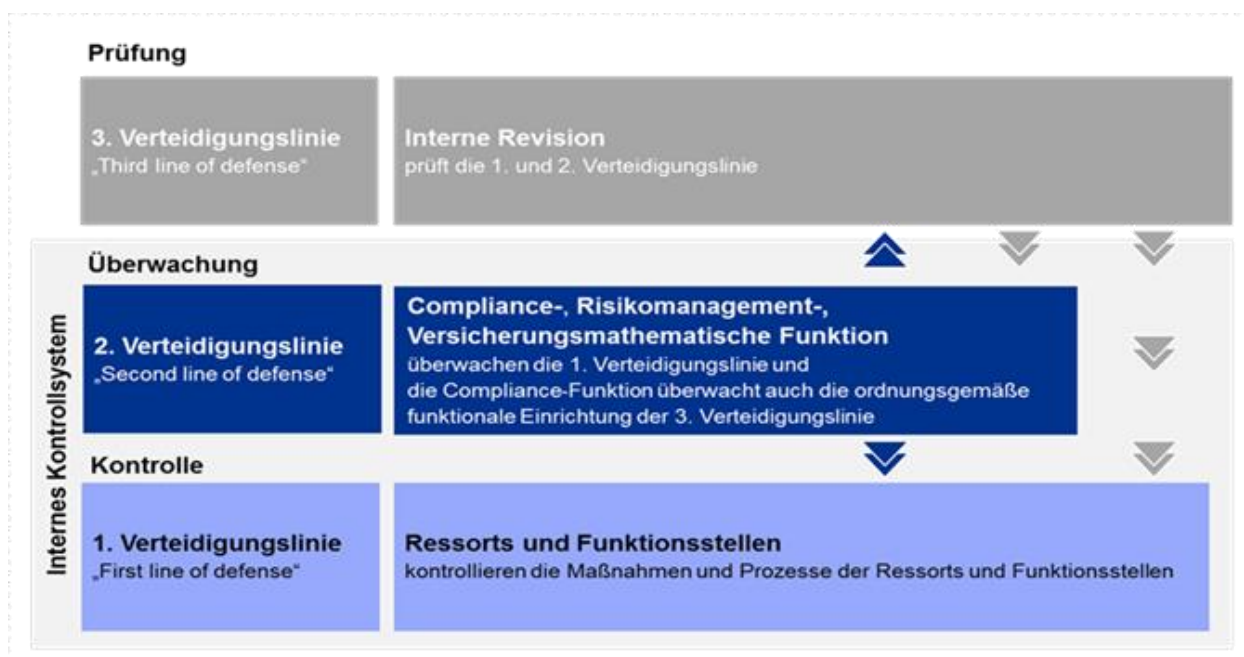 Prüfung
3. Verteidigungslinie
„Third line of defense“
Interne Revision
prüft die 1. und 2. Verteidigungslinie
Internes Kontrollsystem
Überwachung
2. Verteidigungslinie
„Second line of defense“
Compliance-, Risikomanagement-,
Versicherungsmathematische Funktion
überwachen die 1. Verteidigungslinie und
die Compliance-Funktion überwacht auch die ordnungsgemäße
funktionale Einrichtung der 3. Verteidigungslinie
Kontrolle
1. Verteidigungslinie
„First line of defense“
Ressorts und Funktionsstellen
kontrollieren die Maßnahmen und Prozesse der Ressorts und Funktionsstellen